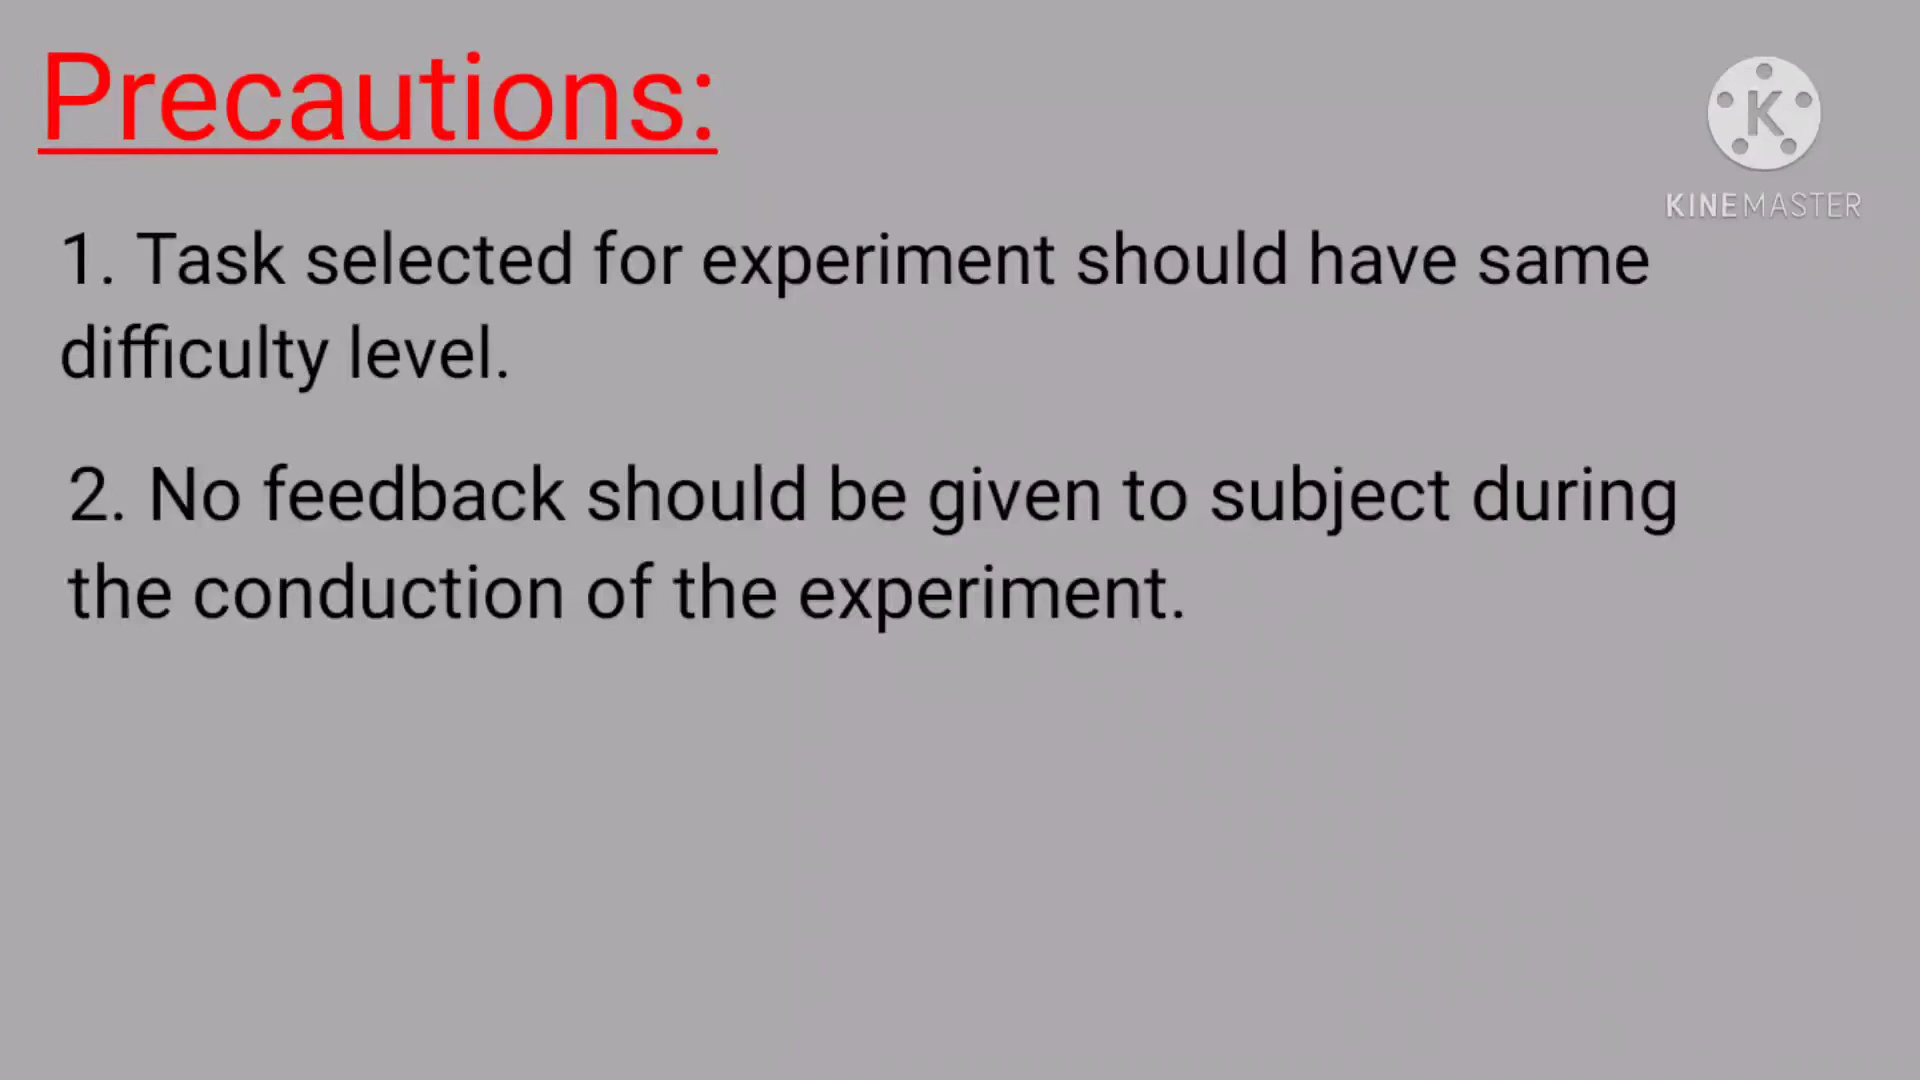 Precautions:
K
KINEMASTER
1. Task selected for experiment should have same
difficulty level.
2. No feedback should be given to subject during
the conduction of the experiment.